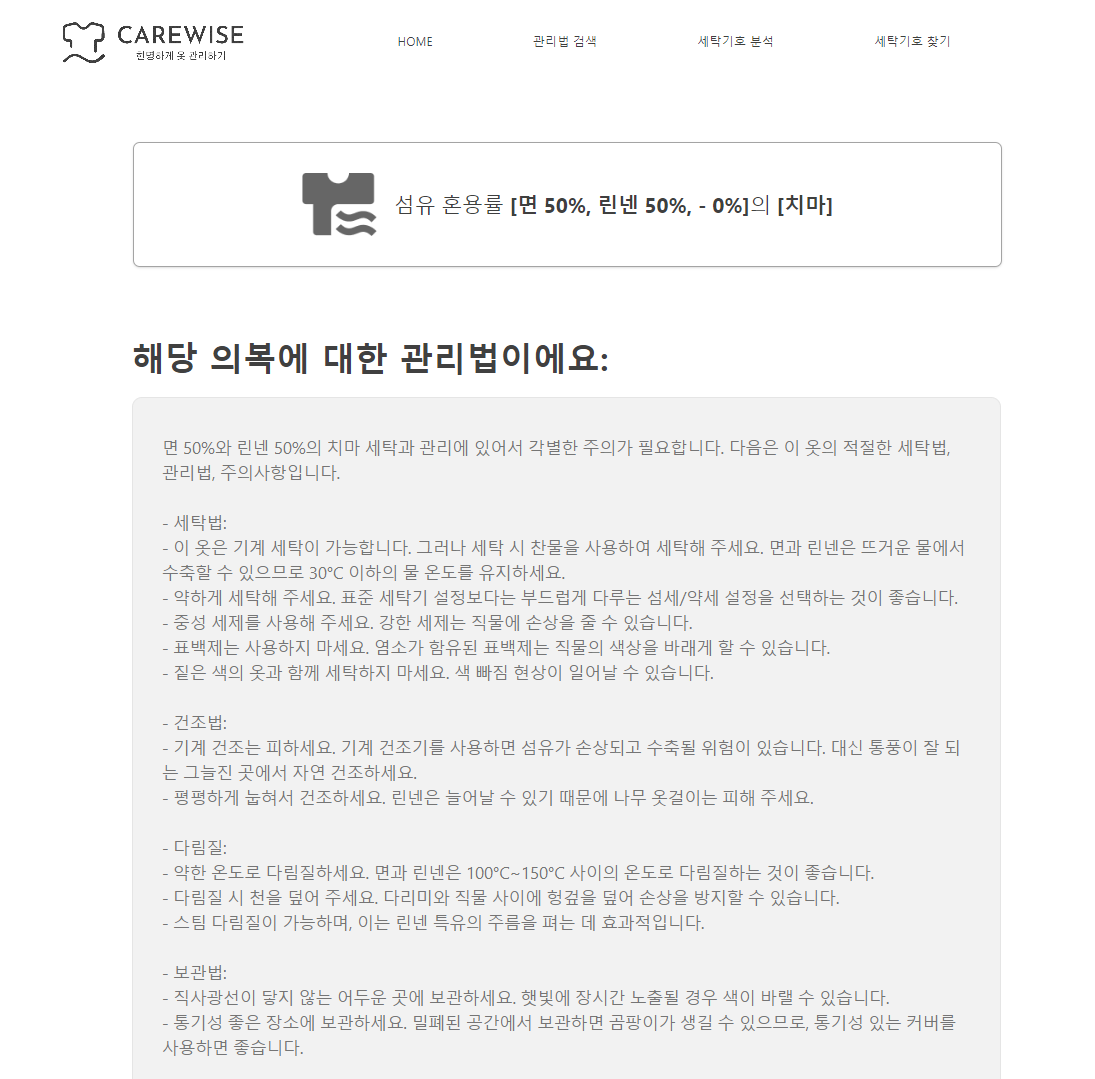 CAREWISE
현명하게 옷 관리하기
HOME
관리법 검색
세탁기호 분석
세탁기호 찾기
섬유 혼용률 [면 50%, 린넨 50%, - 0%]의 [치마]
해당 의복에 대한 관리법이에요:
면 50%와 린넨 50%의 치마 세탁과 관리에 있어서 각별한 주의가 필요합니다. 다음은 이 옷의 적절한 세탁법,
관리법, 주의사항입니다.
- 세탁법:
- 이 옷은 기계 세탁이 가능합니다. 그러나 세탁 시 찬물을 사용하여 세탁해 주세요. 면과 린넨은 뜨거운 물에서
수축할 수 있으므로 30°C 이하의 물 온도를 유지하세요.
- 약하게 세탁해 주세요. 표준 세탁기 설정보다는 부드럽게 다루는 섬세/약세 설정을 선택하는 것이 좋습니다.
- 중성 세제를 사용해 주세요. 강한 세제는 직물에 손상을 줄 수 있습니다.
- 표백제는 사용하지 마세요. 염소가 함유된 표백제는 직물의 색상을 바래게 할 수 있습니다.
- 짙은 색의 옷과 함께 세탁하지 마세요. 색 빠짐 현상이 일어날 수 있습니다.
- 건조법:
- 기계 건조는 피하세요. 기계 건조기를 사용하면 섬유가 손상되고 수축될 위험이 있습니다. 대신 통풍이 잘 되
는 그늘진 곳에서 자연 건조하세요.
- 평평하게 눕혀서 건조하세요. 린넨은 늘어날 수 있기 때문에 나무 옷걸이는 피해 주세요.
- 다림질:
- 약한 온도로 다림질하세요. 면과 린넨은 100°C~150°C 사이의 온도로 다림질하는 것이 좋습니다.
- 다림질 시 천을 덮어 주세요. 다리미와 직물 사이에 헝겊을 덮어 손상을 방지할 수 있습니다.
- 스팀 다림질이 가능하며, 이는 린넨 특유의 주름을 펴는 데 효과적입니다.
- 보관법:
- 직사광선이 닿지 않는 어두운 곳에 보관하세요. 햇빛에 장시간 노출될 경우 색이 바랠 수 있습니다.
- 통기성 좋은 장소에 보관하세요. 밀폐된 공간에서 보관하면 곰팡이가 생길 수 있으므로, 통기성 있는 커버를
사용하면 좋습니다.